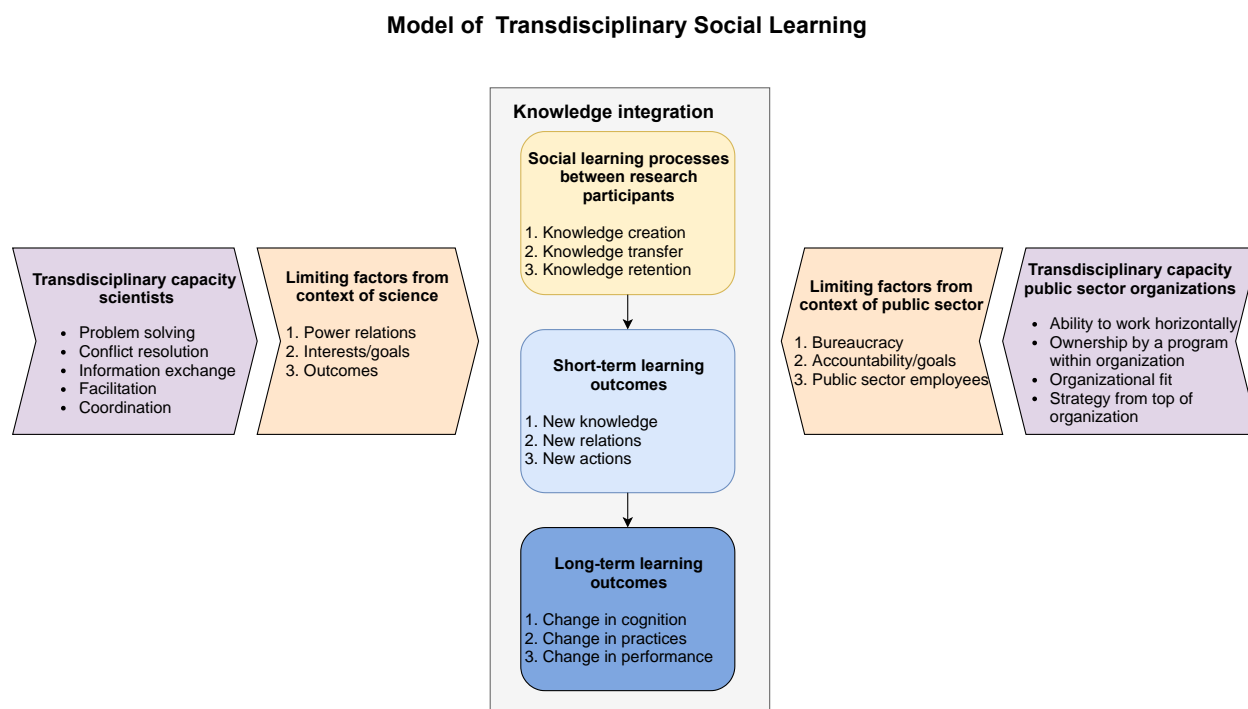 Model of  Transdisciplinary Social Learning
Transdisciplinary capacity
scientists
• Problem solving
• Conflict resolution
• Information exchange
• Facilitation
• Coordination
Limiting factors from
context of science
1. Power relations
2. Interests/goals
3. Outcomes
Knowledge integration
Social learning processes
between research
participants
1. Knowledge creation
2. Knowledge transfer
3. Knowledge retention
Short-term learning
outcomes
1. New knowledge
2. New relations
3. New actions
Long-term learning
outcomes
1. Change in cognition
2. Change in practices
3. Change in performance
Limiting factors from
context of public sector
1. Bureaucracy
2. Accountability/goals
3. Public sector employees
Transdisciplinary capacity
public sector organizations
• Ability to work horizontally
• Ownership by a program
within organization
• Organizational fit
• Strategy from top of
organization